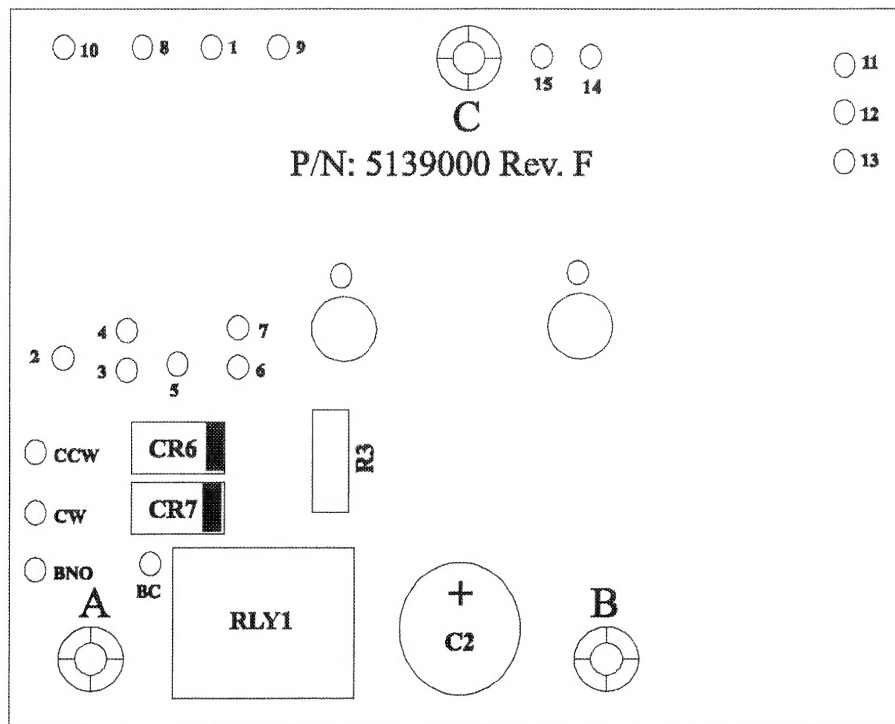 10 8 1 9 15 14 11
C 12
P/N: 5139000 Rev. F 13
4 7
2 3 5 6
CCW CR6 R3
CW CR7
BNO BC
A RLY1 + C2 B